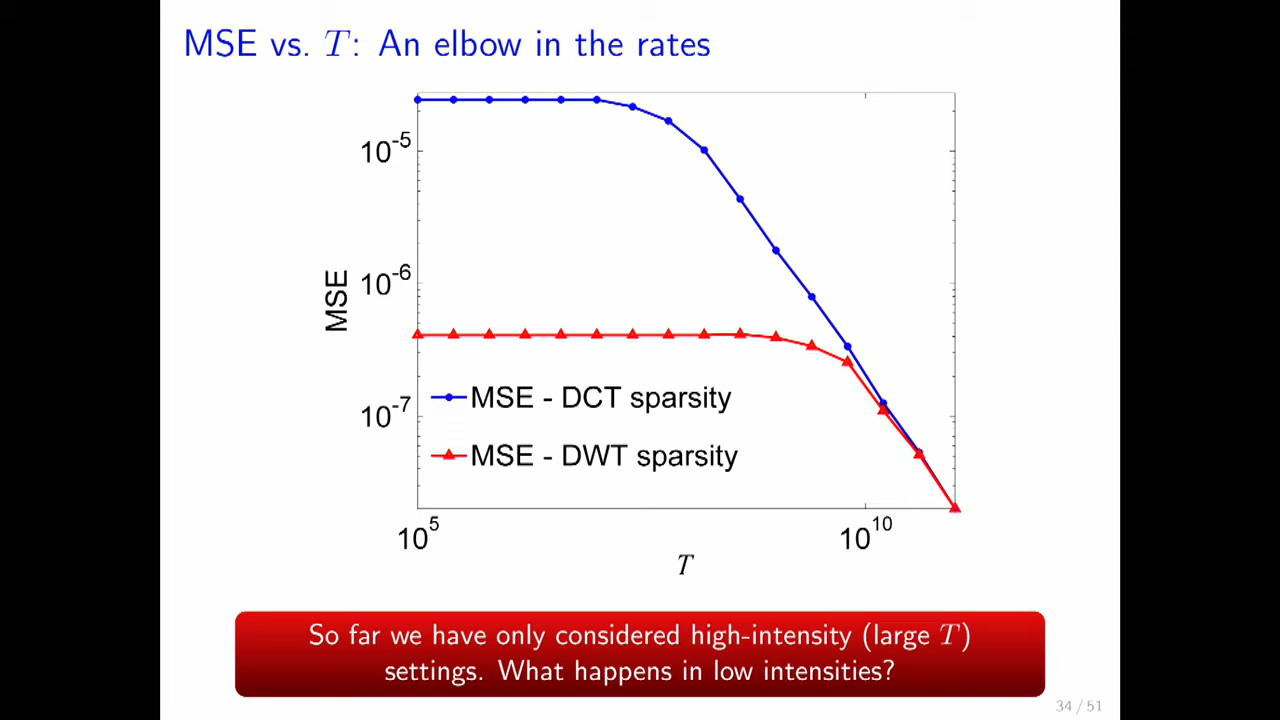 MSE vs. T: An elbow in the rates
10^-5
10^-6
10^-7
MSE
MSE - DCT sparsity
MSE - DWT sparsity
10^5
10^10
T
So far we have only considered high-intensity (large T)
settings. What happens in low intensities?
34 / 51